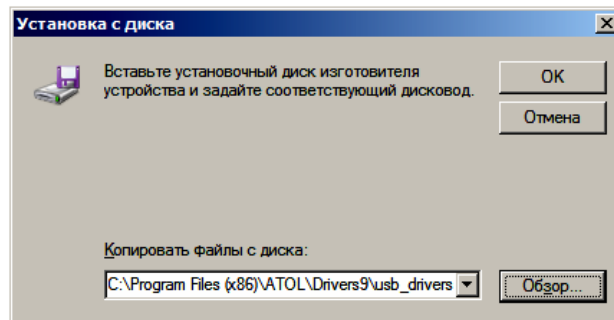 Установка с диска
Вставьте установочный диск изготовителя
устройства и задайте соответствующий дисковод.
OK
Отмена
Копировать файлы с диска:
C:\Program Files (x86)\ATOL\Drivers9\usb_drivers
Обзор...